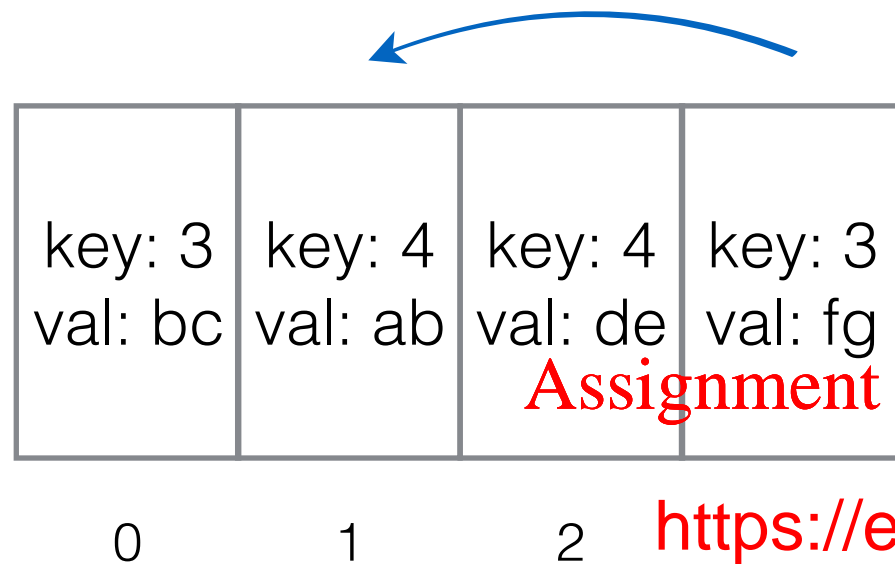 key: 3 key: 4 key: 4 key: 3
val: bc val: ab val: de val: fg
Assignment
0 1 2 https://e